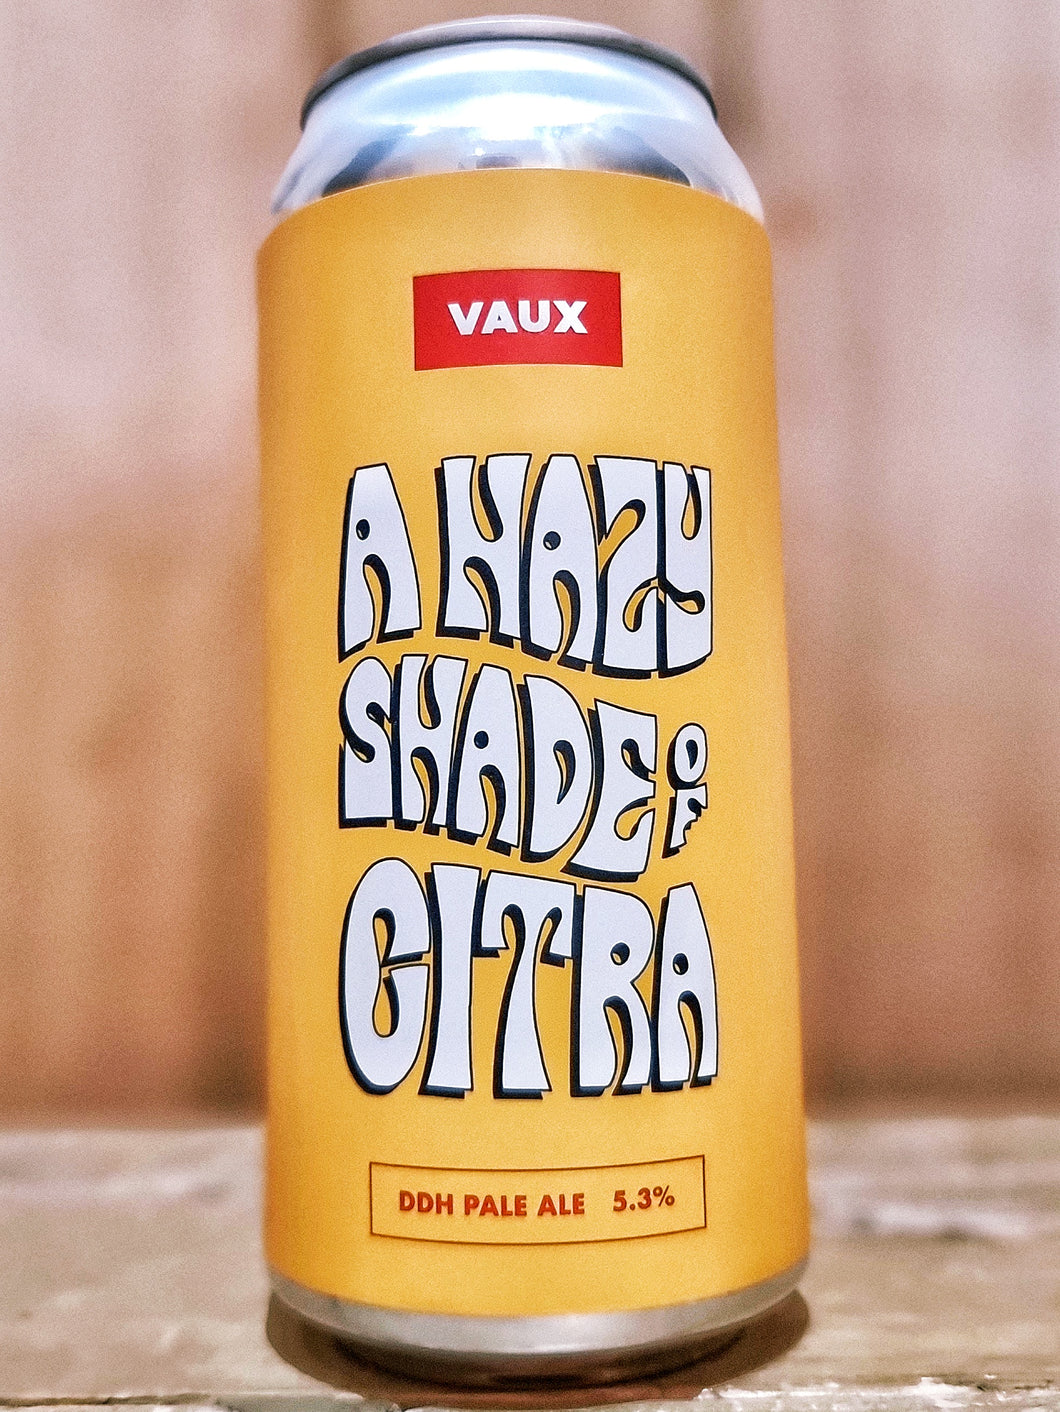 VAUX
A HAZY
SHADE OF
CITRA
DDH PALE ALE 5.3%